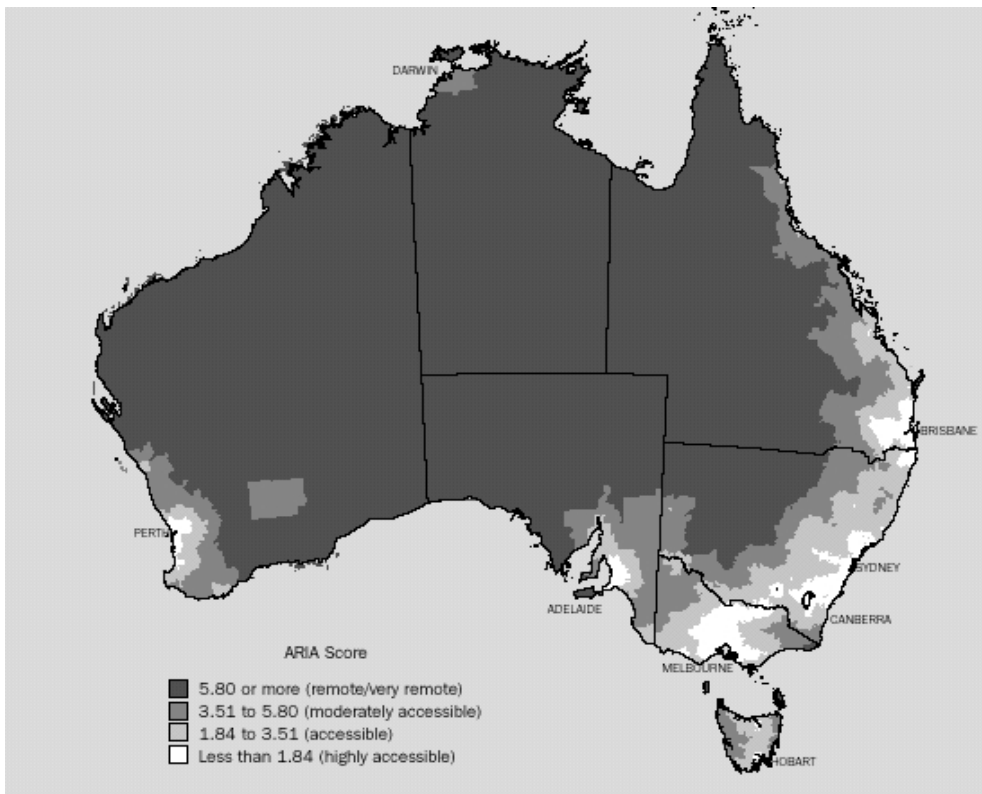 DARWIN
BRISBANE
PERTH
SYDNEY
ADELAIDE
CANBERRA
MELBOURNE
HOBART
ARIA Score
5.80 or more (remote/very remote)
3.51 to 5.80 (moderately accessible)
1.84 to 3.51 (accessible)
Less than 1.84 (highly accessible)